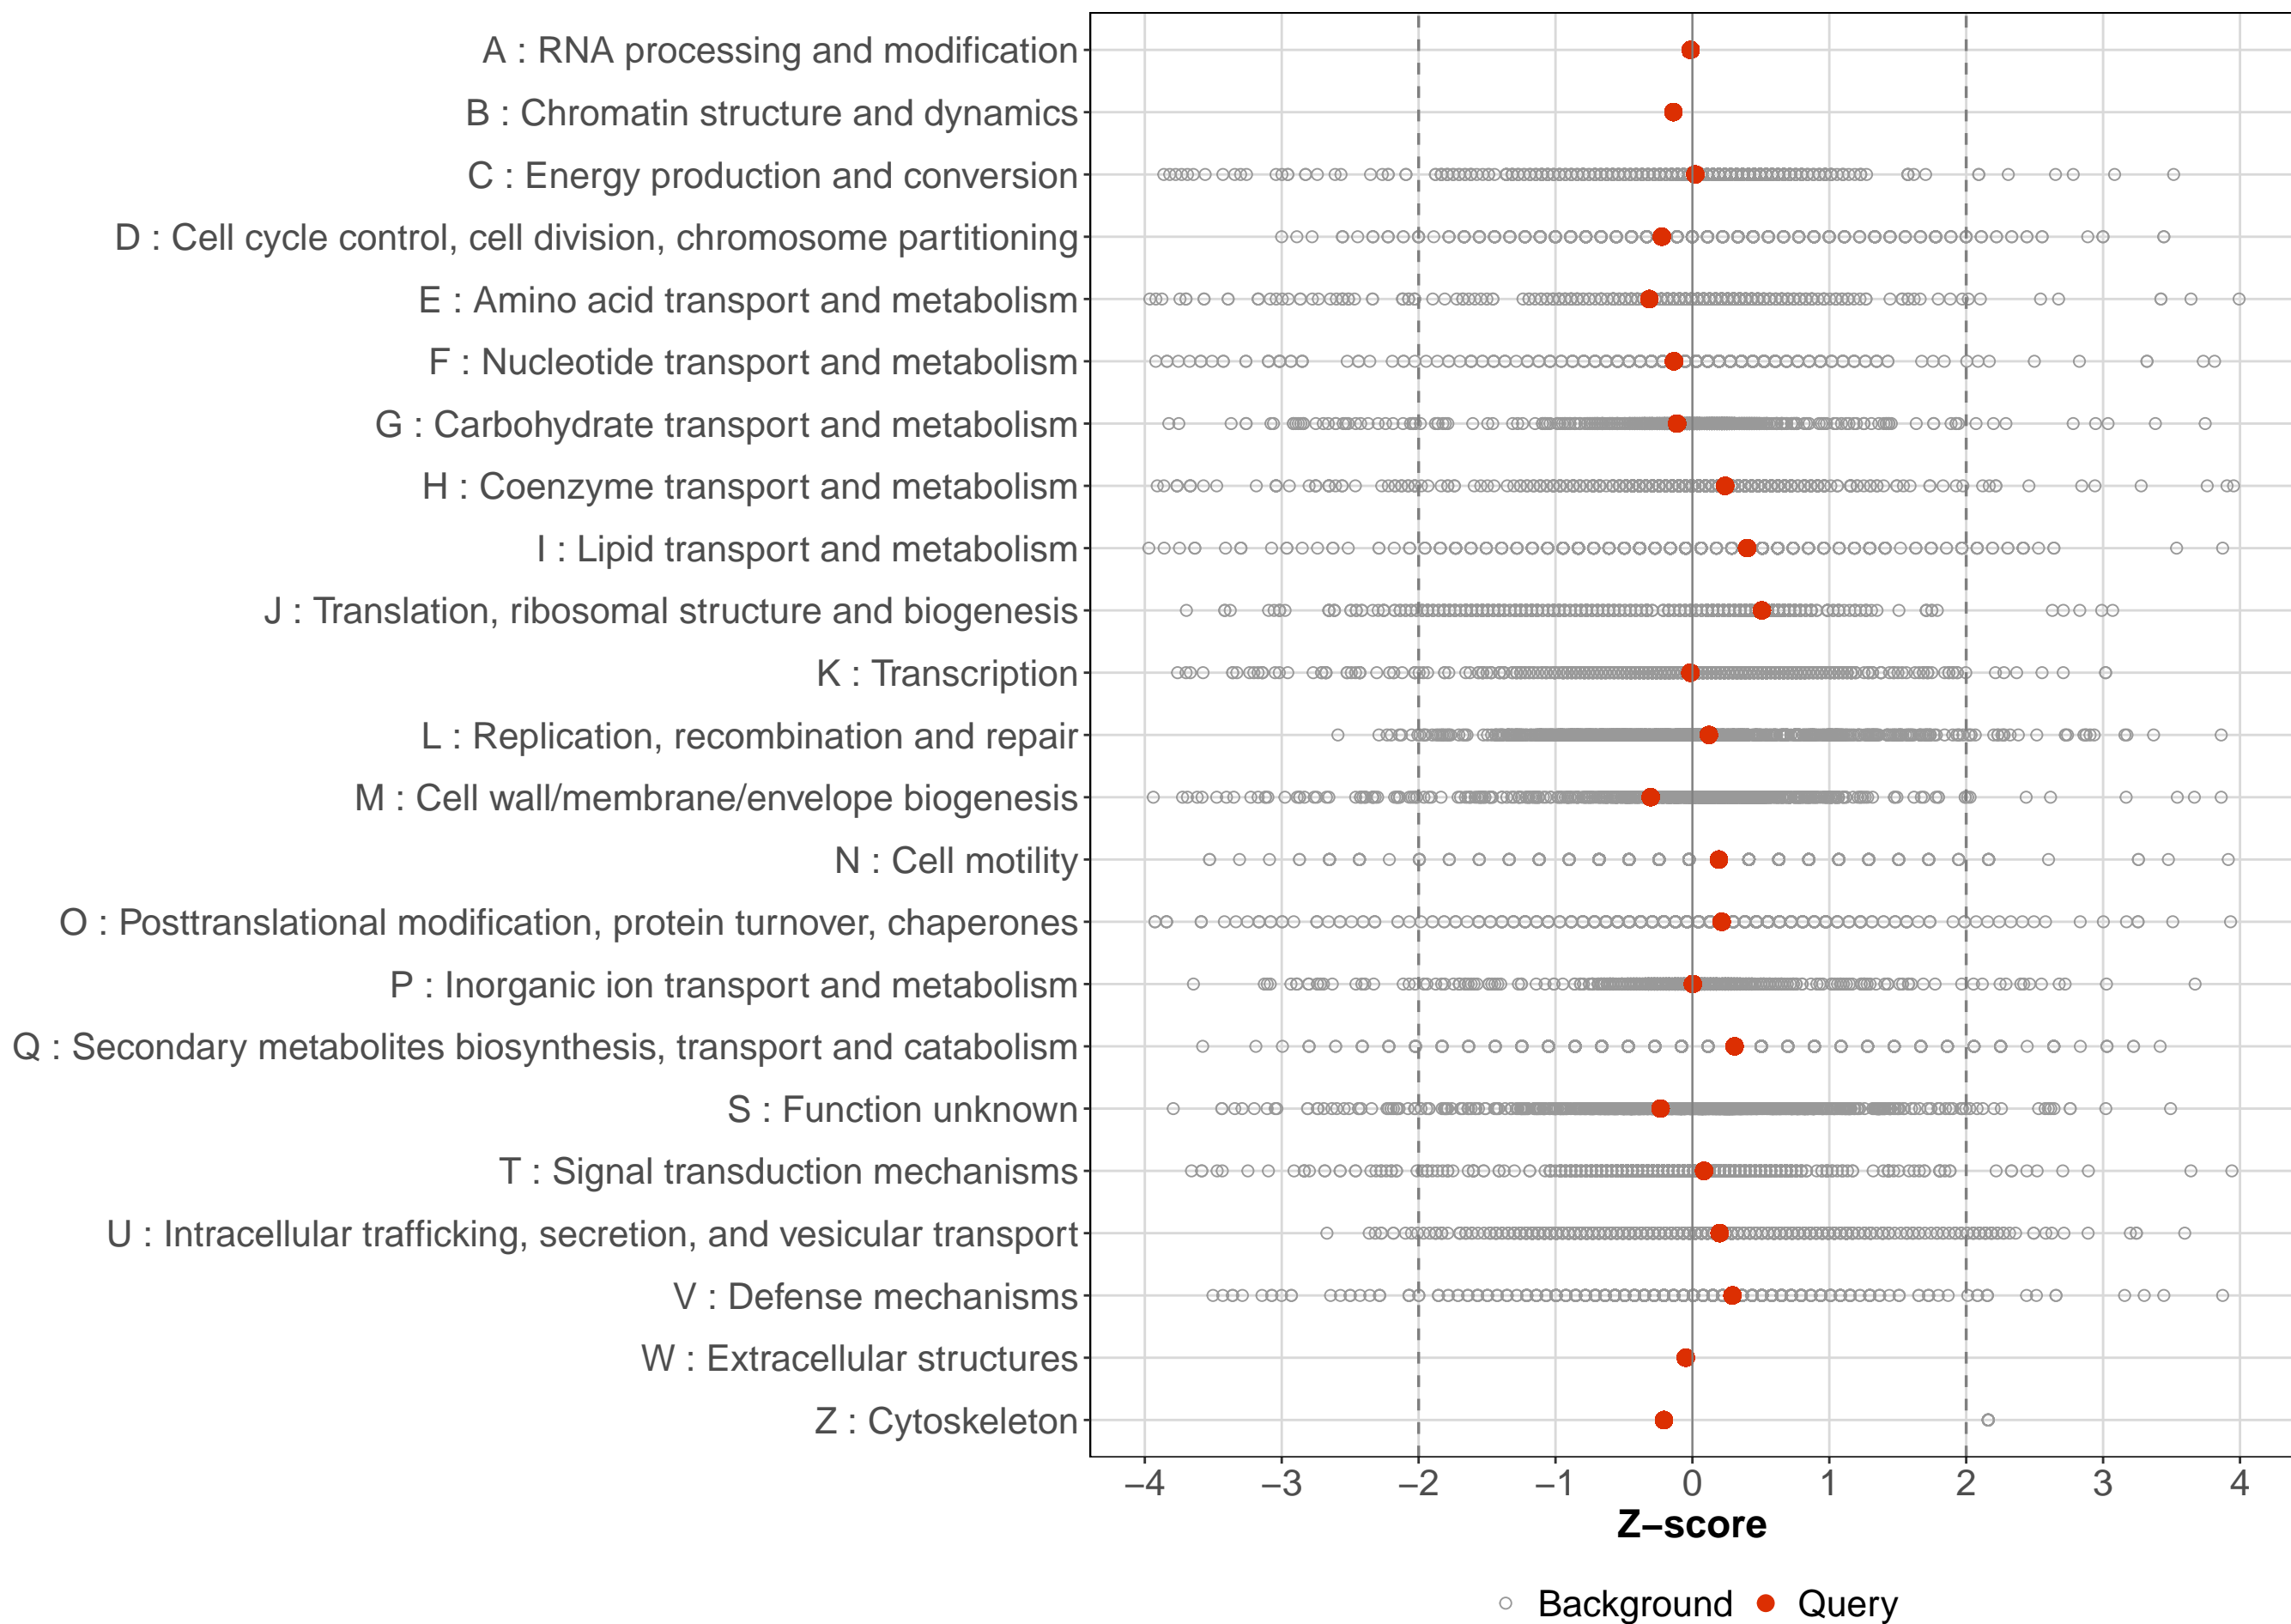 A : RNA processing and modification
B : Chromatin structure and dynamics
C : Energy production and conversion
D : Cell cycle control, cell division, chromosome partitioning
E : Amino acid transport and metabolism
F : Nucleotide transport and metabolism
G : Carbohydrate transport and metabolism
H : Coenzyme transport and metabolism
I : Lipid transport and metabolism
J : Translation, ribosomal structure and biogenesis
K : Transcription
L : Replication, recombination and repair
M : Cell wall/membrane/envelope biogenesis
N : Cell motility
O : Posttranslational modification, protein turnover, chaperones
P : Inorganic ion transport and metabolism
Q : Secondary metabolites biosynthesis, transport and catabolism
S : Function unknown
T : Signal transduction mechanisms
U : Intracellular trafficking, secretion, and vesicular transport
V : Defense mechanisms
W : Extracellular structures
Z : Cytoskeleton
−4 −3 −2 −1 0 1 2 3 4
Z−score
Background Query